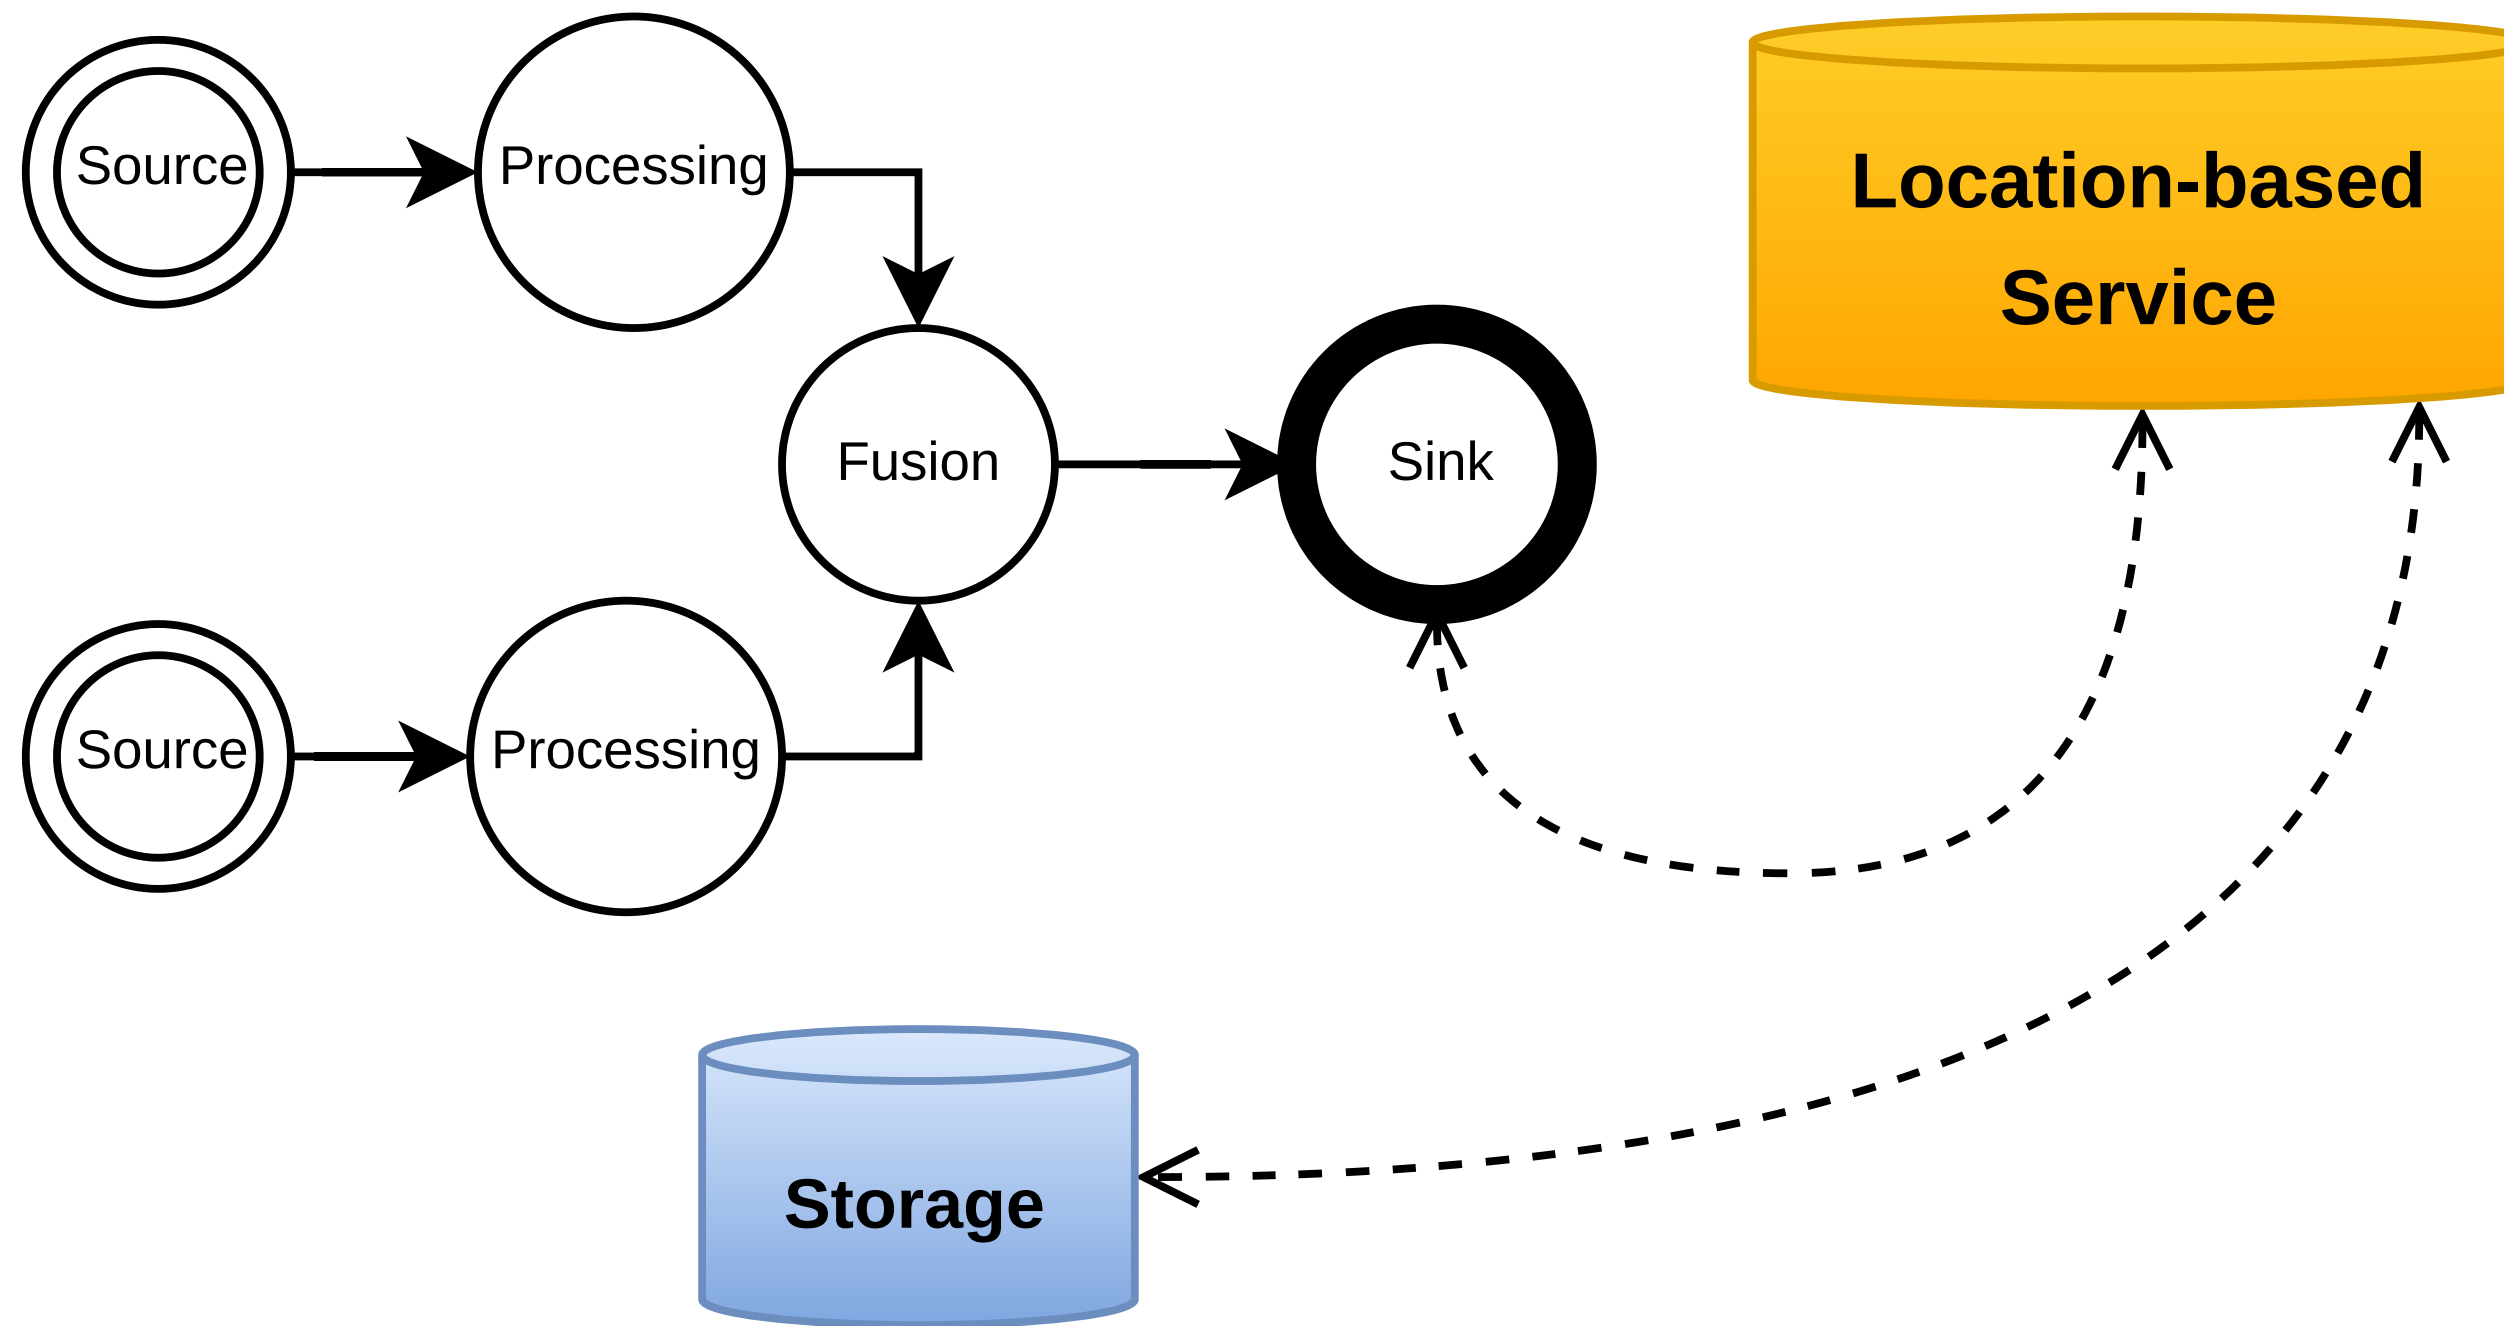 Source
Processing
Location-based
Service
Fusion
Sink
Source
Processing
Storage